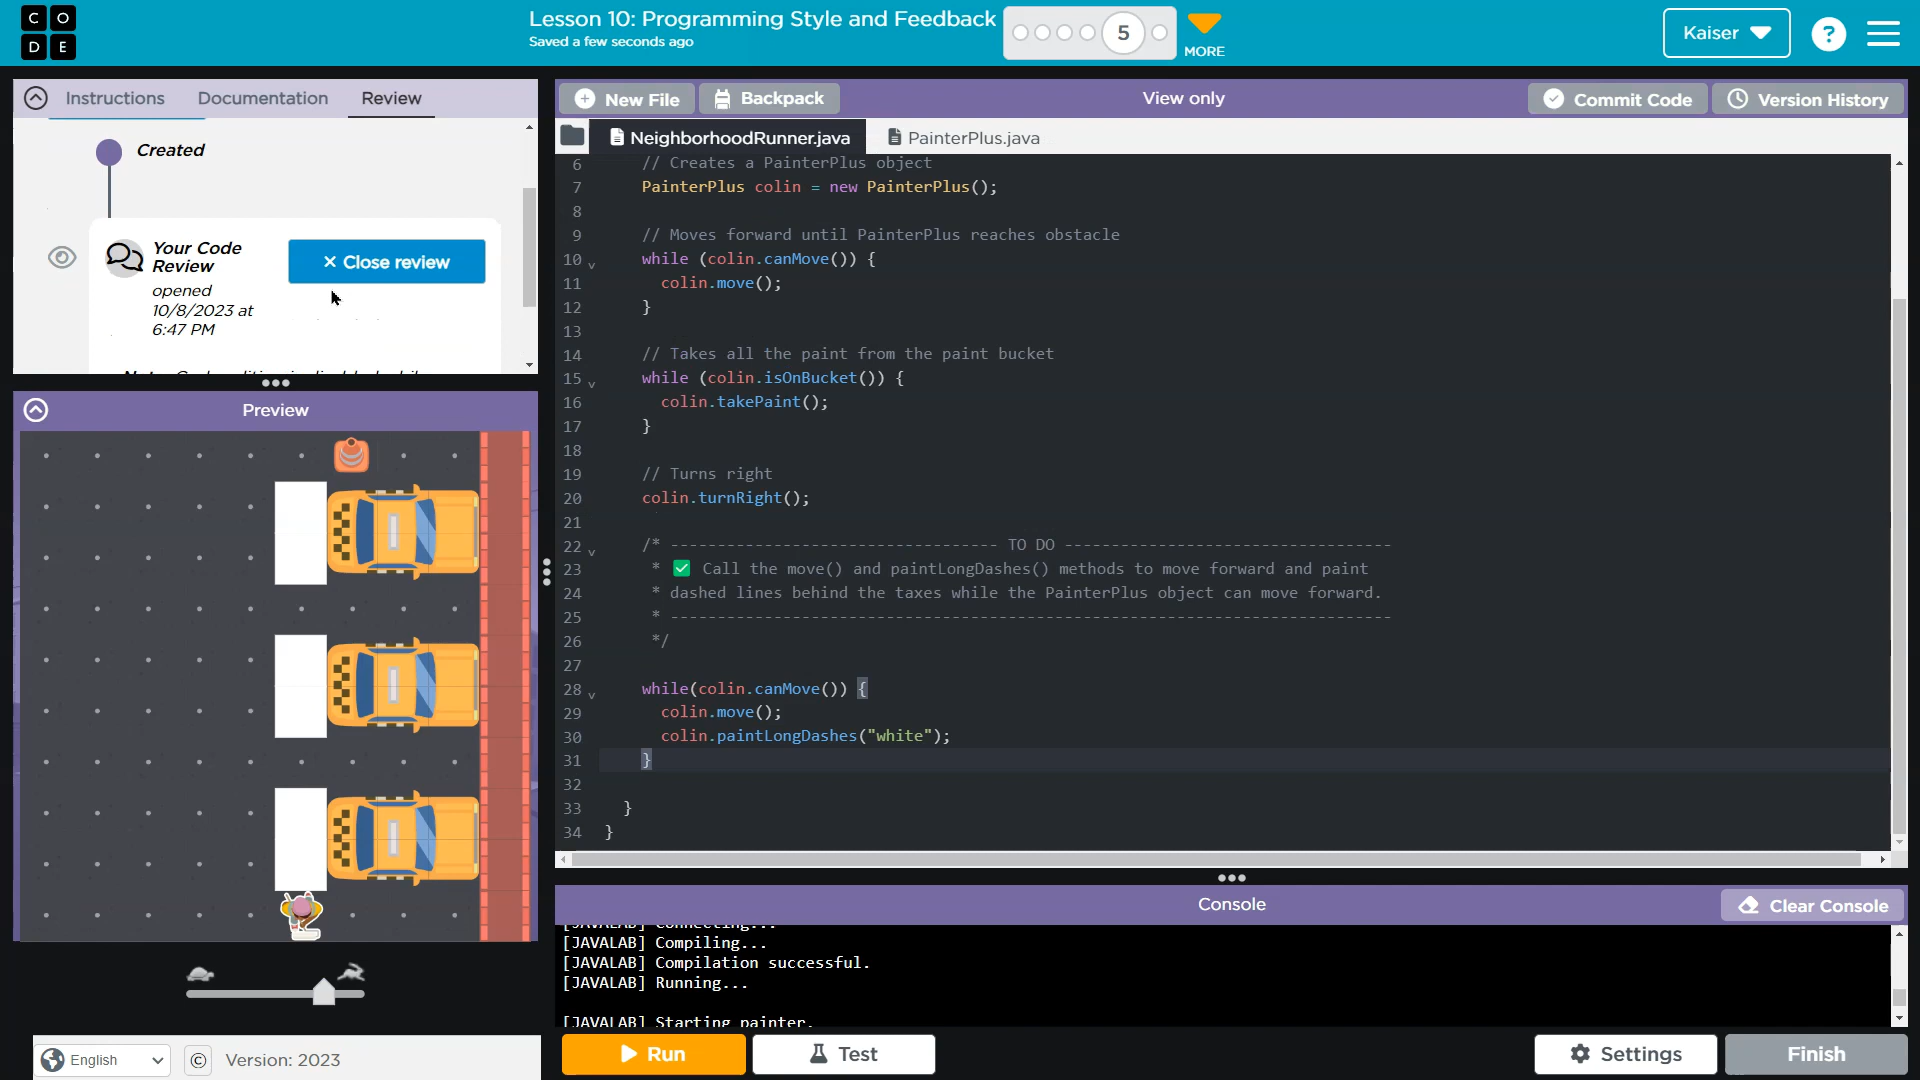 C O
D E
Lesson 10: Programming Style and Feedback
Saved a few seconds ago
5
MORE
Kaiser
?
Instructions
Documentation
Review
Created
Your Code
Review
opened
10/8/2023 at
6:47 PM
× Close review
Preview
English
©
Version: 2023
New File
Backpack
View only
Commit Code
Version History
NeighborhoodRunner.java
PainterPlus.java
6 // Creates a PainterPlus object
7 PainterPlus colin = new PainterPlus();
8
9 // Moves forward until PainterPlus reaches obstacle
10 while (colin.canMove()) {
11 colin.move();
12 }
13
14 // Takes all the paint from the paint bucket
15 while (colin.isOnBucket()) {
16 colin.takePaint();
17 }
18
19 // Turns right
20 colin.turnRight();
21
22 /* ----------------------------------- TO DO -----------------------------------
23 * ✅ Call the move() and paintLongDashes() methods to move forward and paint
24 * dashed lines behind the taxes while the PainterPlus object can move forward.
25 * -----------------------------------------------------------------------------
26 */
27
28 while(colin.canMove()) {
29 colin.move();
30 colin.paintLongDashes("white");
31 }
32
33 }
34 }
Console
Clear Console
[JAVALAB] Connecting...
[JAVALAB] Compiling...
[JAVALAB] Compilation successful.
[JAVALAB] Running...
[JAVALAB] Starting painter.
Run
Test
Settings
Finish